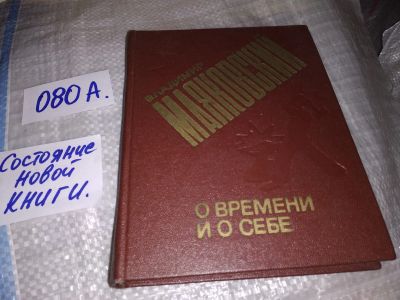 080 А.
Состояние
новой
книги.
ВЛАДИМИР
МАЯКОВСКИЙ
О ВРЕМЕНИ
И О СЕБЕ